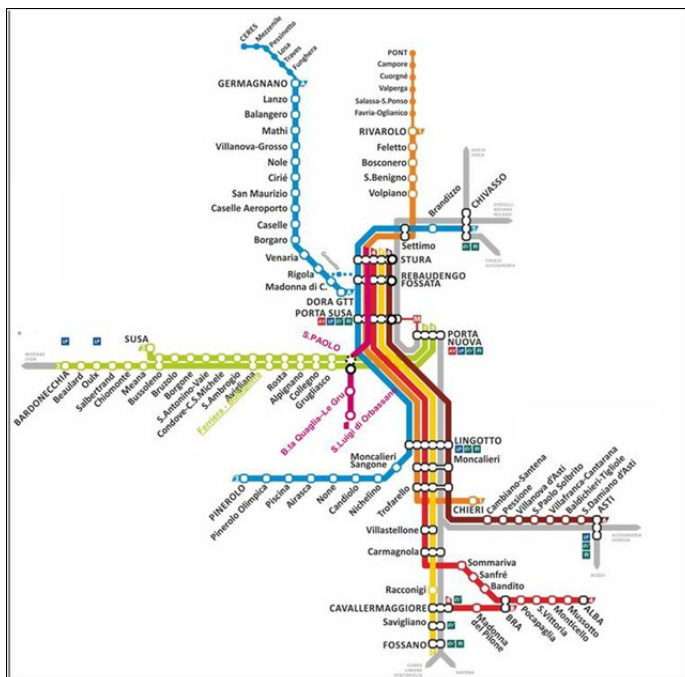 CERES
Mezzenile
Pessinetto
Losa
Traves
Funghera
GERMAGNANO
Lanzo
Balangero
Mathi
Villanova-Grosso
Nole
Cirié
San Maurizio
Caselle Aeroporto
Caselle
Borgaro
Venaria
Rigola
Madonna di C.
DORA GTT
PONT
Campore
Cuorgné
Valperga
Salassa-S.Ponso
Favria-Oglianico
RIVAROLO
Feletto
Bosconero
S.Benigno
Volpiano
Brandizzo
CHIVASSO
Settimo
STURA
REBAUDENGO
FOSSATA
PORTA SUSA
M
PORTA
NUOVA
S.PAOLO
SUSA
BARDONECCHIA
Beaulard
Oulx
Salbertrand
Chiomonte
Meana
Bussoleno
Bruzolo
Borgone
S.Antonino-Vaie
Condove-C.S.Michele
S.Ambrogio
Avigliana
Rosta
Alpignano
Collegno
Grugliasco
B.ta Quaglia-Le Gru
S.Luigi di Orbassano
PINEROLO
Pinerolo Olimpica
Piscina
Airasca
None
Candiolo
Nichelino
Moncalieri
Sangone
LINGOTTO
Moncalieri
Trofarello
CHIERI
Cambiano-Santena
Pessione
Villanova d'Asti
S.Paolo Solbrito
Villafranca-Cantarana
Baldichieri-Tigliole
S.Damiano d'Asti
ASTI
Villastellone
Carmagnola
Sommariva
Sanfré
Bandito
Racconigi
CAVALLERMAGGIORE
Madonna
del Pilone
BRA
Pocapaglia
S.Vittoria
Monticello
Mussotto
ALBA
Savigliano
FOSSANO